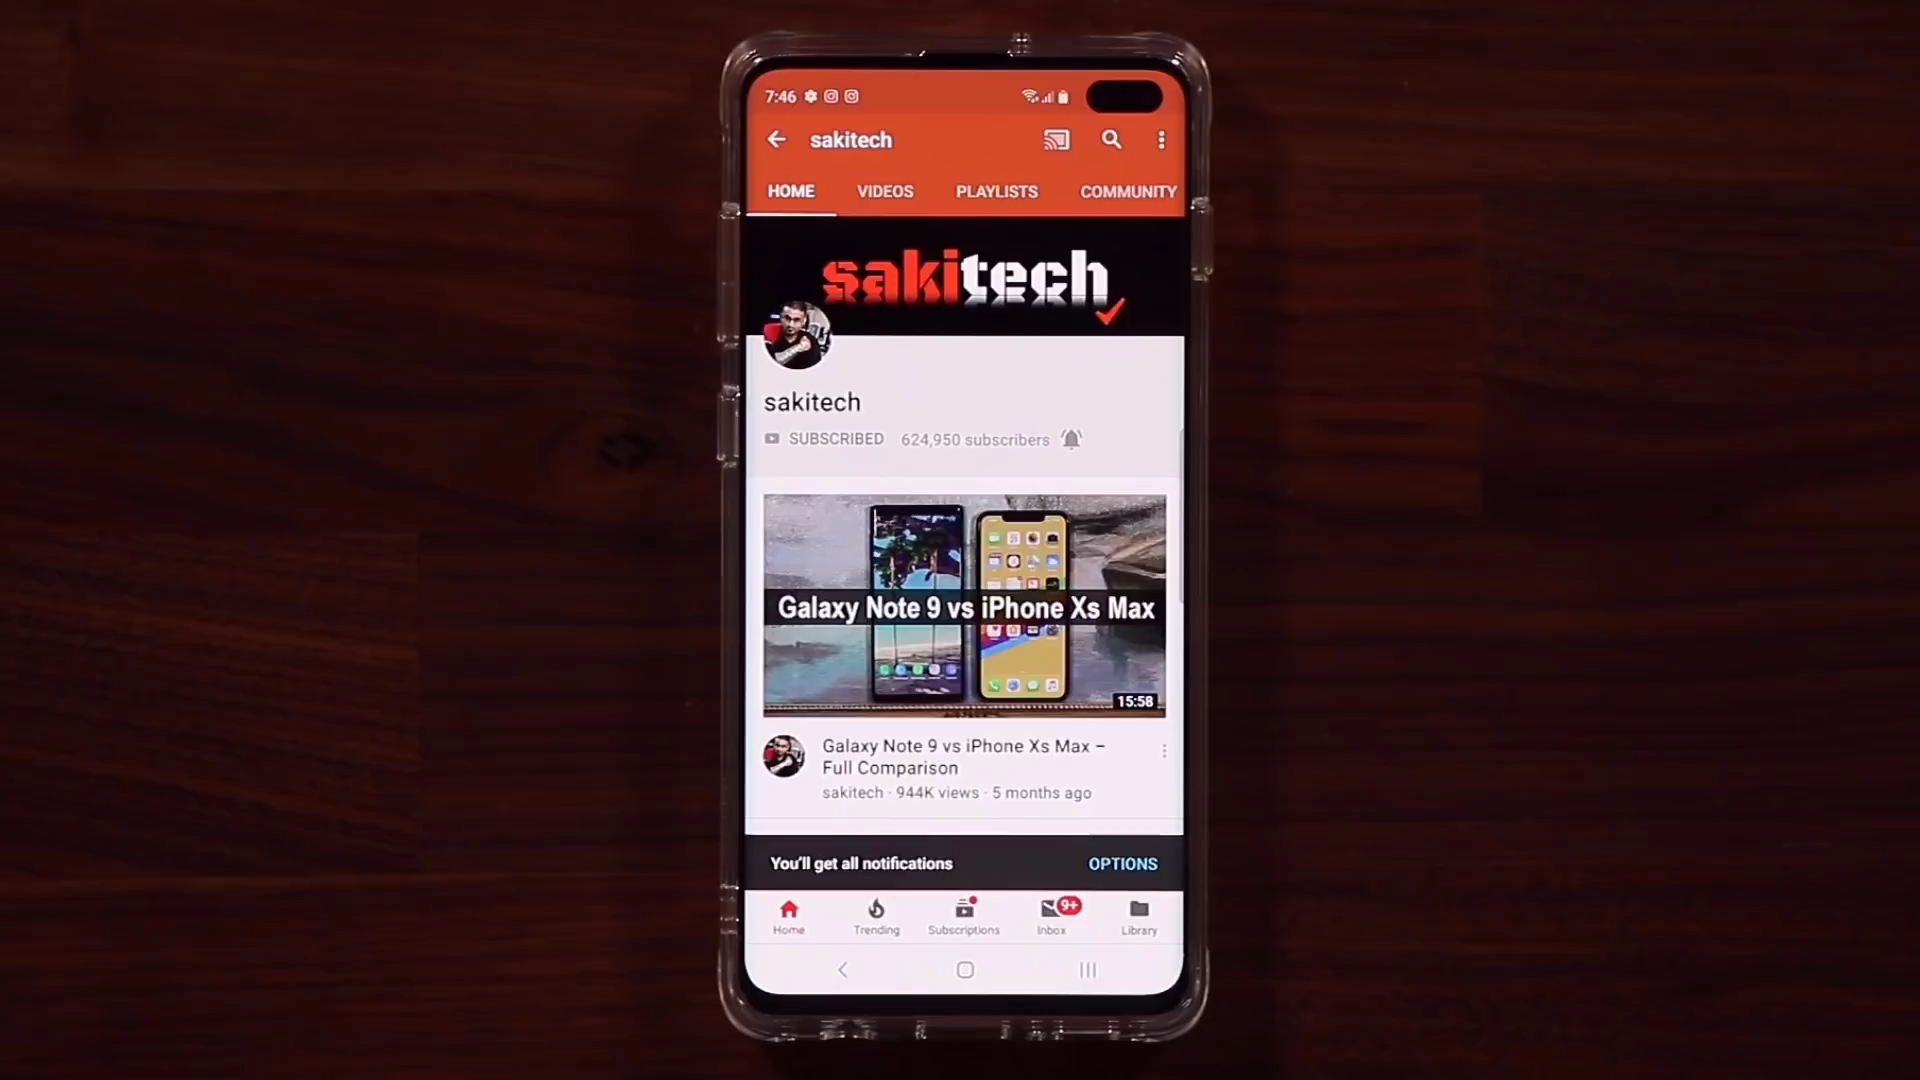 7:46
sakitech
HOME VIDEOS PLAYLISTS COMMUNITY
sakitech
sakitech
SUBSCRIBED 624,950 subscribers
Galaxy Note 9 vs iPhone Xs Max
15:58
Galaxy Note 9 vs iPhone Xs Max –
Full Comparison
sakitech · 944K views · 5 months ago
You'll get all notifications OPTIONS
9+
Home Trending Subscriptions Inbox Library